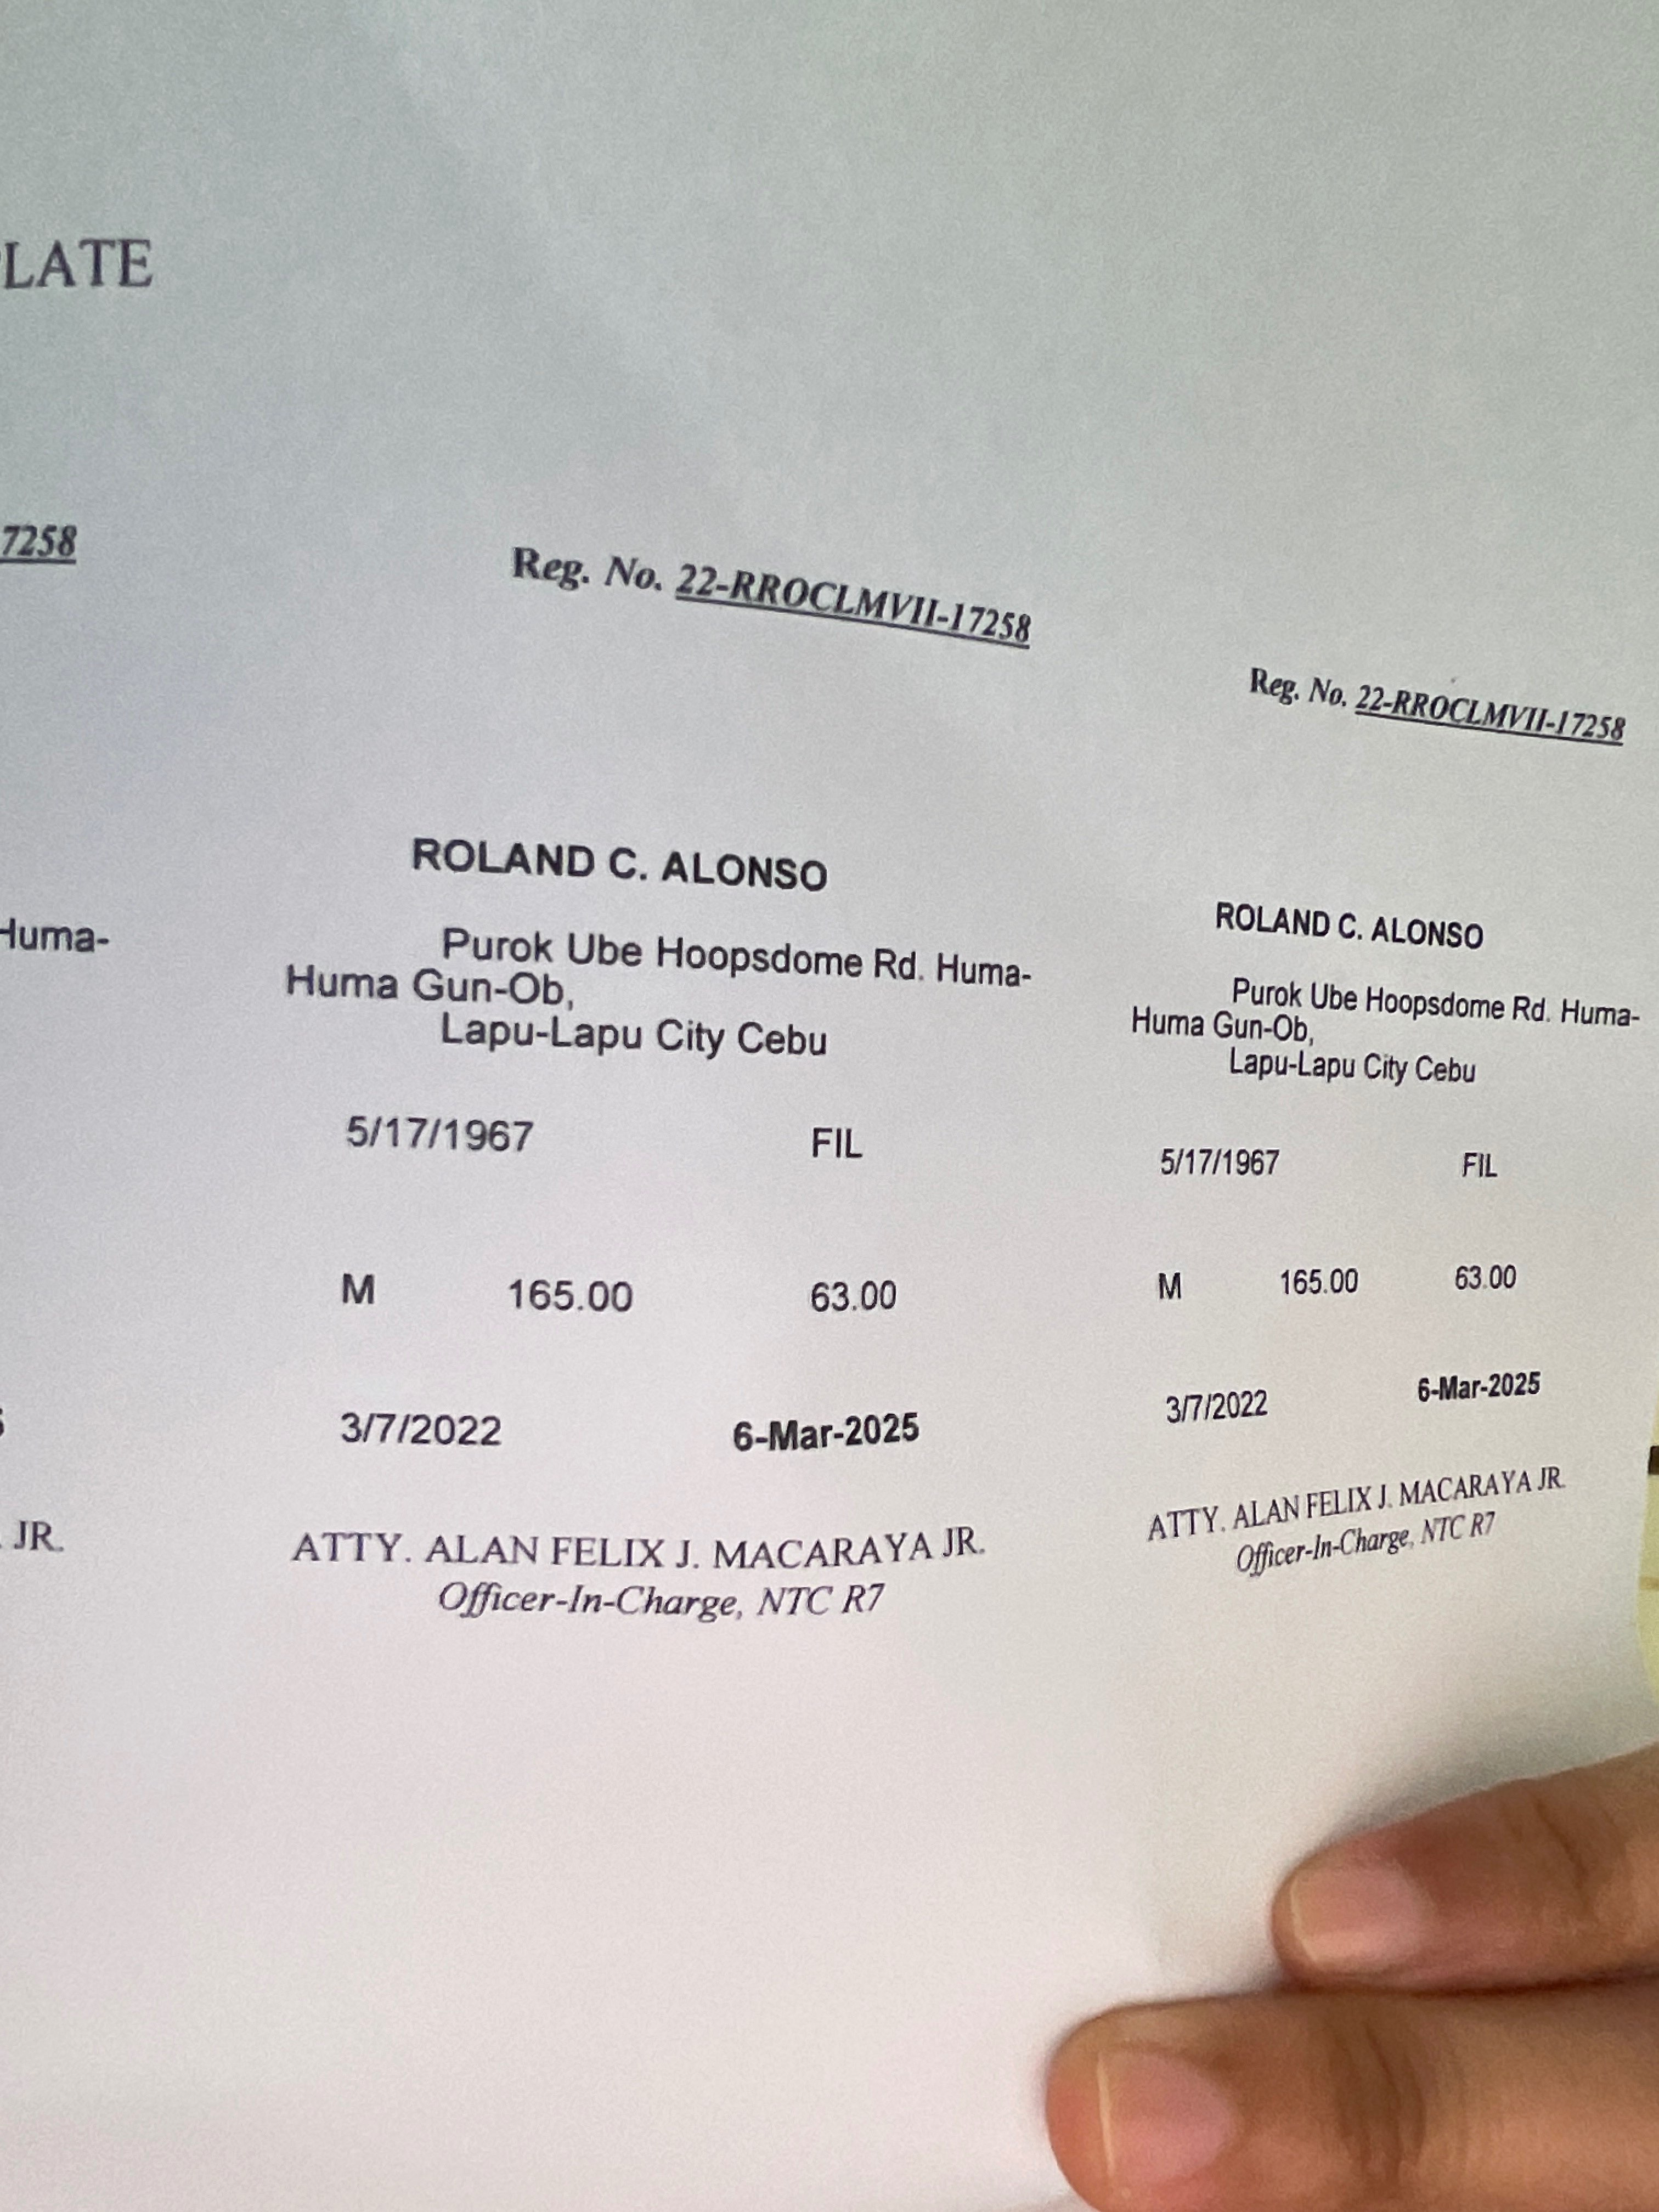 LATE
7258
Huma-
JR.
Reg. No. 22-RROCLMVII-17258
ROLAND C. ALONSO
Purok Ube Hoopsdome Rd. Huma-
Huma Gun-Ob,
Lapu-Lapu City Cebu
5/17/1967 FIL
M 165.00 63.00
3/7/2022 6-Mar-2025
ATTY. ALAN FELIX J. MACARAYA JR.
Officer-In-Charge, NTC R7
Reg. No. 22-RROCLMVII-17258
ROLAND C. ALONSO
Purok Ube Hoopsdome Rd. Huma-
Huma Gun-Ob,
Lapu-Lapu City Cebu
5/17/1967 FIL
M 165.00 63.00
3/7/2022 6-Mar-2025
ATTY. ALAN FELIX J. MACARAYA JR.
Officer-In-Charge, NTC R7